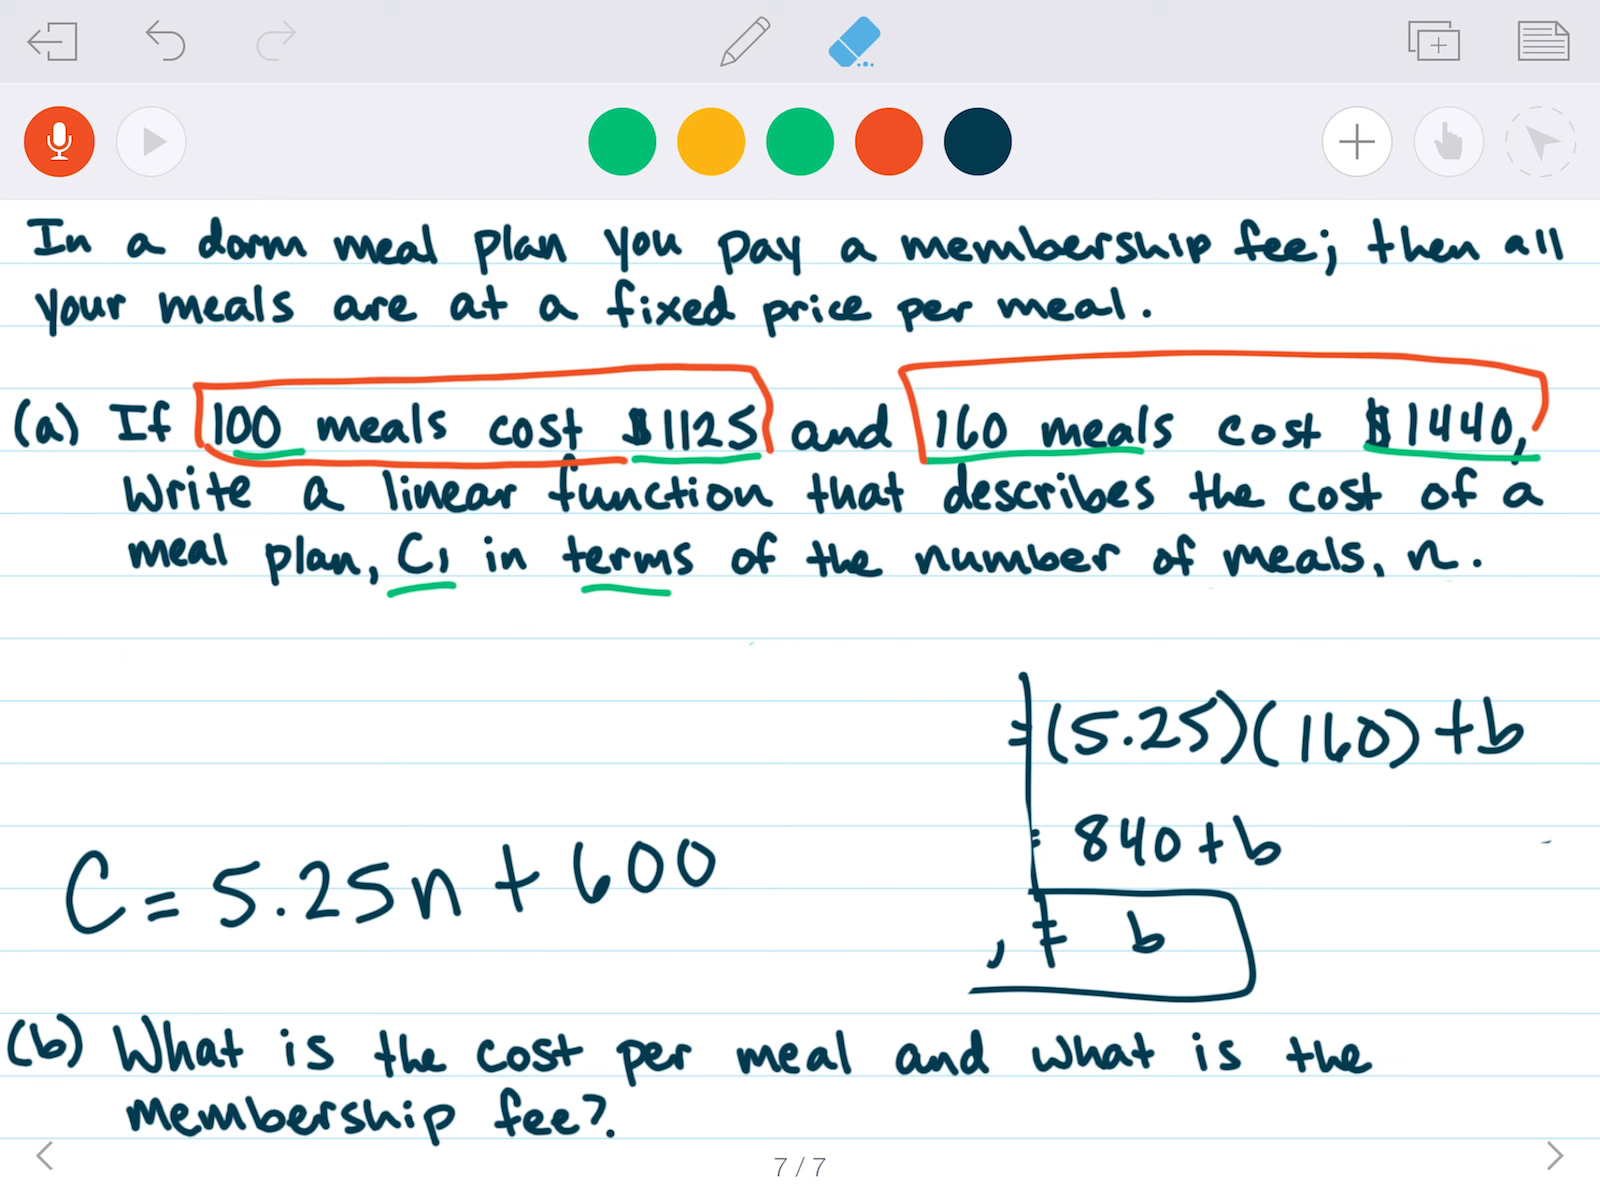 In a dorm meal plan you pay a membership fee; then all
your meals are at a fixed price per meal.
(a) If 100 meals cost $1125 and 160 meals cost $1440,
Write a linear function that describes the cost of a
meal plan, C, in terms of the number of meals, n.
=(5.25)(160)+b
= 840+b
= b
C = 5.25n + 600
(b) What is the cost per meal and what is the
membership fee?
7 / 7